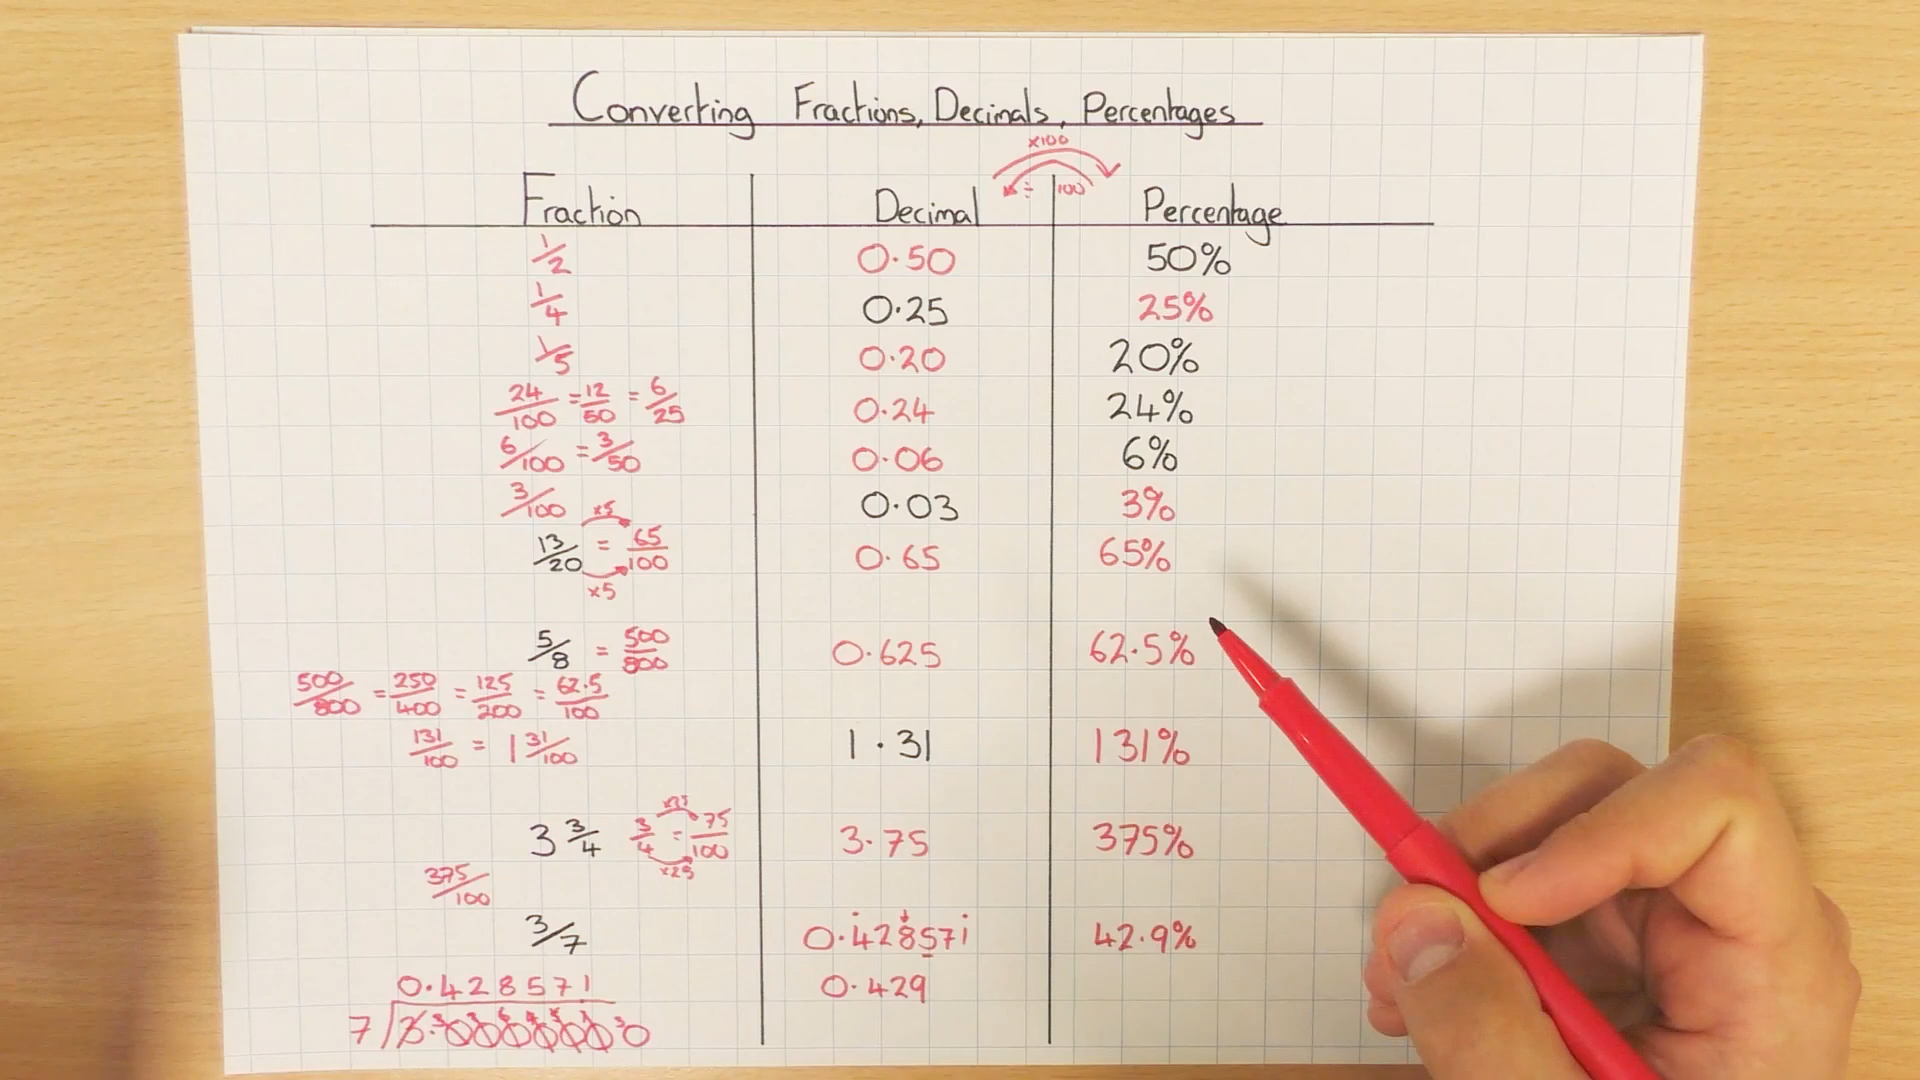 Converting Fractions, Decimals, Percentages
×100
÷ 100
Fraction Decimal Percentage
1/2 0.50 50%
1/4 0.25 25%
1/5 0.20 20%
24/100 = 12/50 = 6/25 0.24 24%
6/100 = 3/50 0.06 6%
3/100 0.03 3%
×5
13/20 = 65/100 0.65 65%
×5
5/8 = 500/800 0.625 62.5%
500/800 = 250/400 = 125/200 = 62.5/100
131/100 = 1 31/100 1.31 131%
3 3/4 3/4 = 75/100 3.75 375%
×25
375/100
3/7 0.4̇28571̇ 42.9%
0.428571 0.429
7